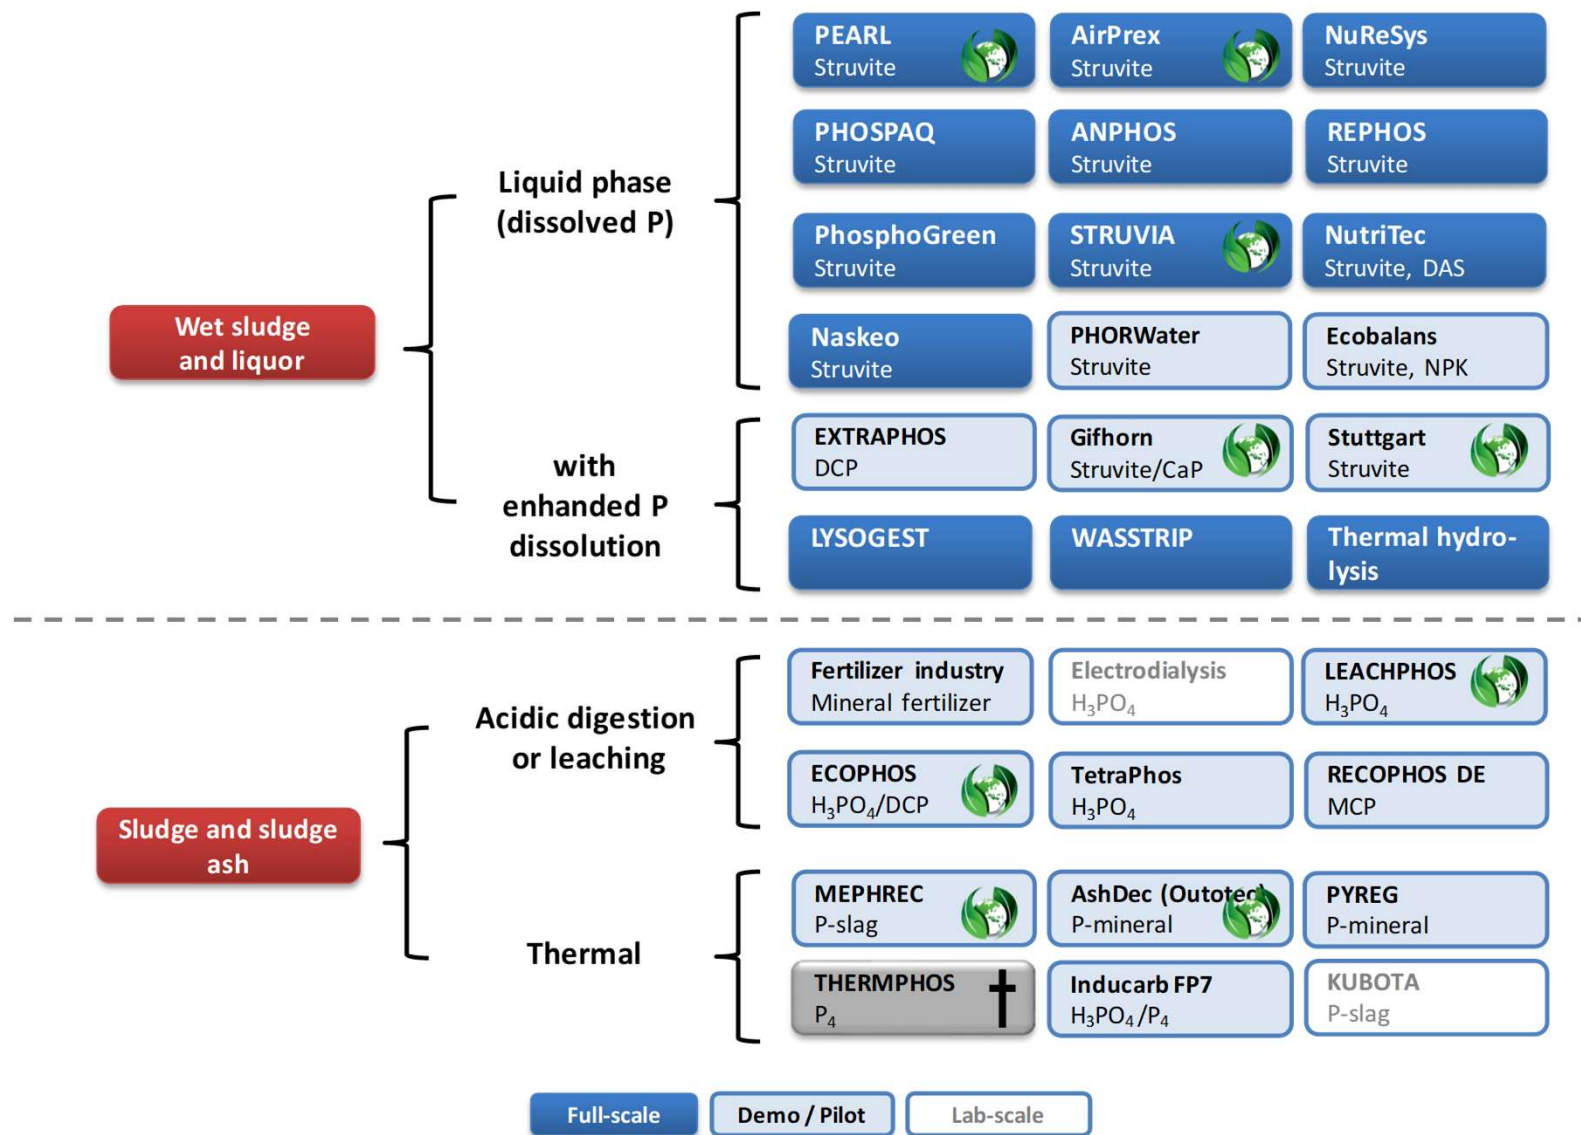 PEARL
Struvite
AirPrex
Struvite
NuReSys
Struvite
PHOSPAQ
Struvite
ANPHOS
Struvite
REPHOS
Struvite
Liquid phase
(dissolved P)
PhosphoGreen
Struvite
STRUVIA
Struvite
NutriTec
Struvite, DAS
Wet sludge
and liquor
Naskeo
Struvite
PHORWater
Struvite
Ecobalans
Struvite, NPK
with
enhanded P
dissolution
EXTRAPHOS
DCP
Gifhorn
Struvite/CaP
Stuttgart
Struvite
LYSOGEST
WASSTRIP
Thermal hydro-
lysis
Sludge and sludge
ash
Acidic digestion
or leaching
Fertilizer industry
Mineral fertilizer
Electrodialysis
H₃PO₄
LEACHPHOS
H₃PO₄
ECOPHOS
H₃PO₄/DCP
TetraPhos
H₃PO₄
RECOPHOS DE
MCP
Thermal
MEPHREC
P-slag
AshDec (Outotec)
P-mineral
PYREG
P-mineral
THERMPHOS
P₄
Inducarb FP7
H₃PO₄/P₄
KUBOTA
P-slag
Full-scale
Demo / Pilot
Lab-scale